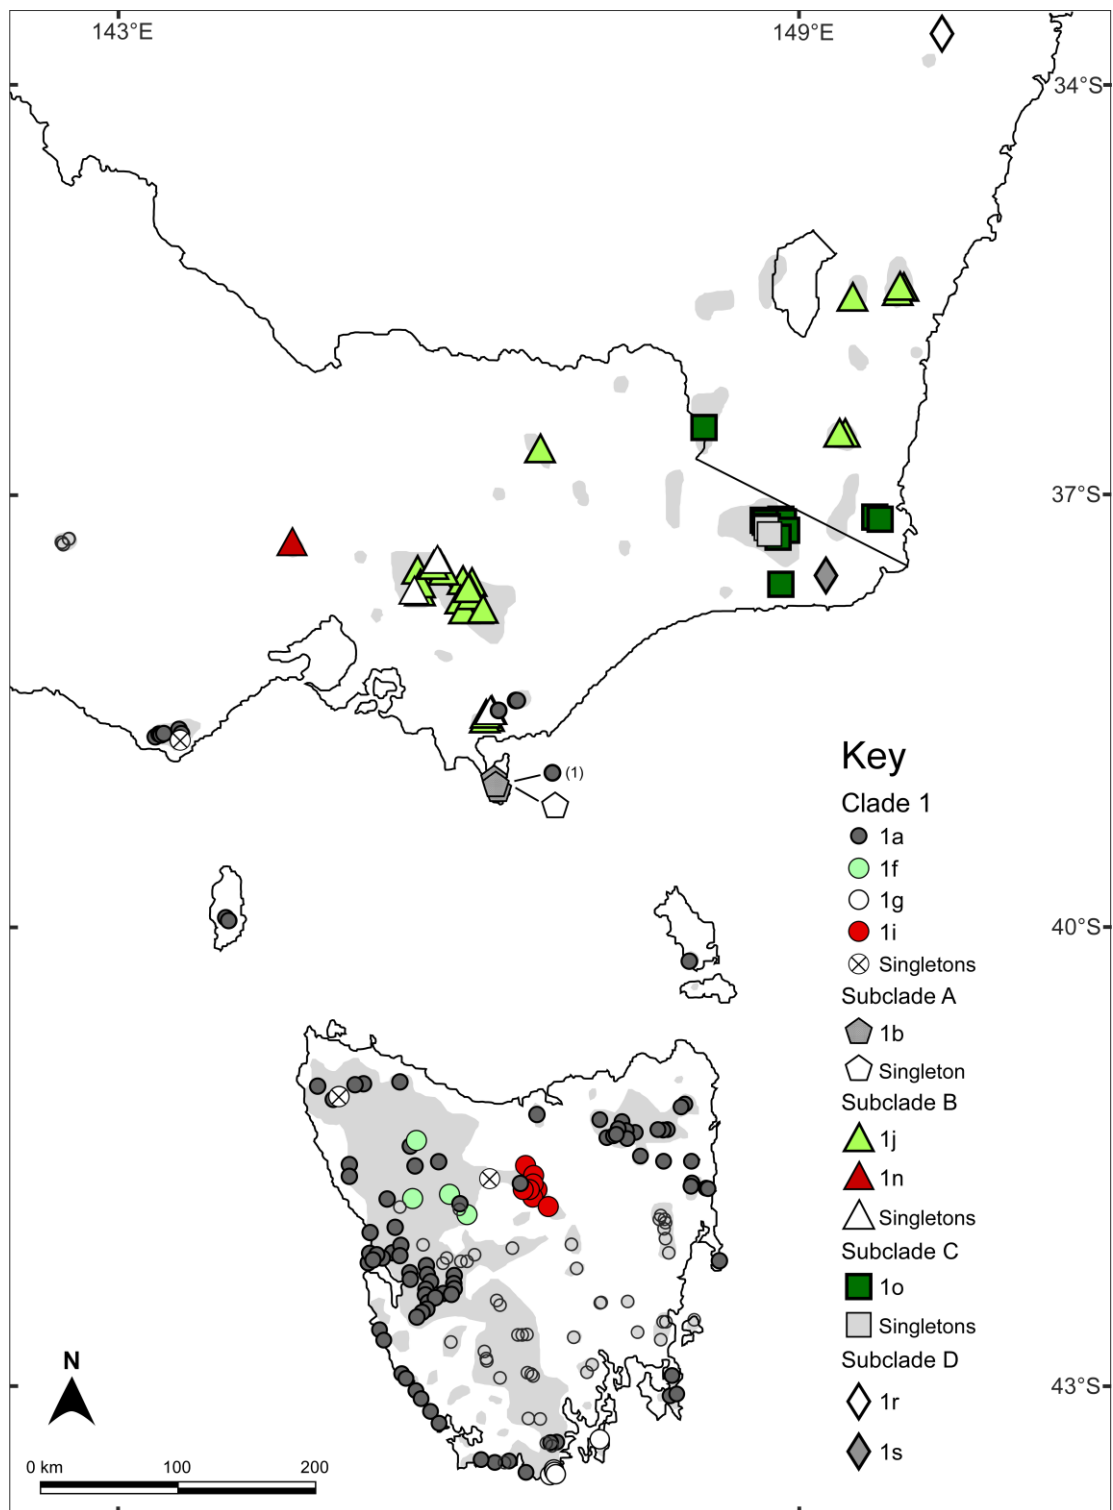 143°E
149°E
34°S
37°S
(1)
Key
Clade 1
1a
1f
1g
1i
Singletons
Subclade A
1b
Singleton
Subclade B
1j
1n
Singletons
Subclade C
1o
Singletons
Subclade D
1r
1s
40°S
43°S
N
0 km 100 200